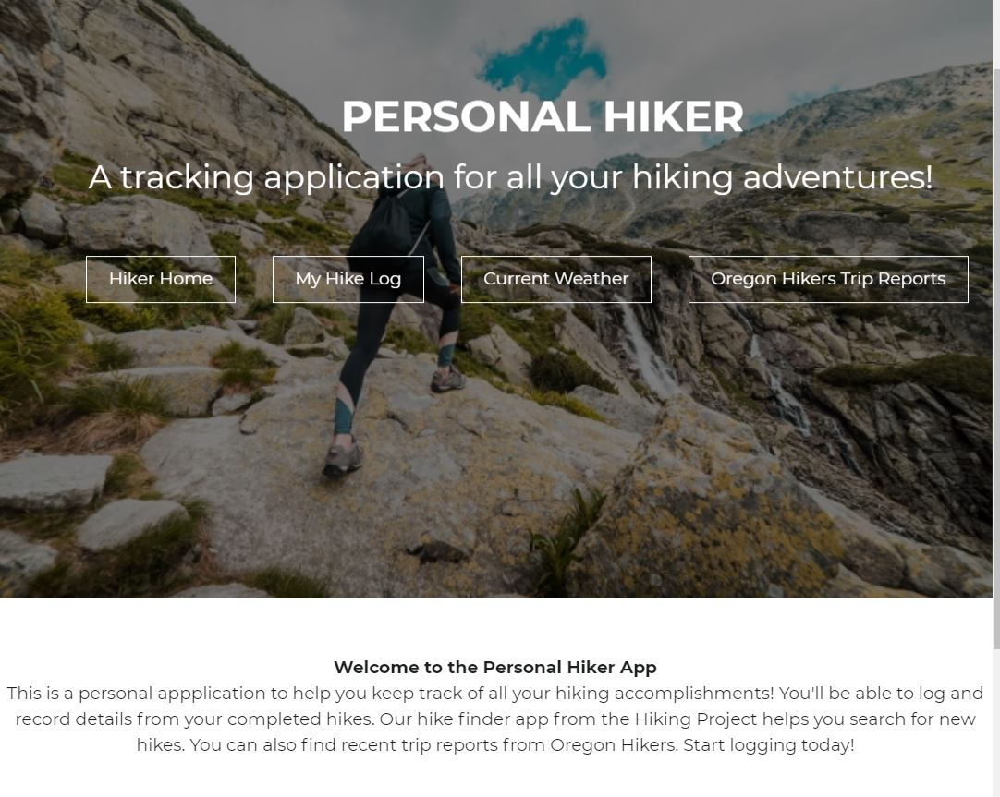 PERSONAL HIKER
A tracking application for all your hiking adventures!
Hiker Home
My Hike Log
Current Weather
Oregon Hikers Trip Reports
Welcome to the Personal Hiker App
This is a personal appplication to help you keep track of all your hiking accomplishments! You'll be able to log and
record details from your completed hikes. Our hike finder app from the Hiking Project helps you search for new
hikes. You can also find recent trip reports from Oregon Hikers. Start logging today!